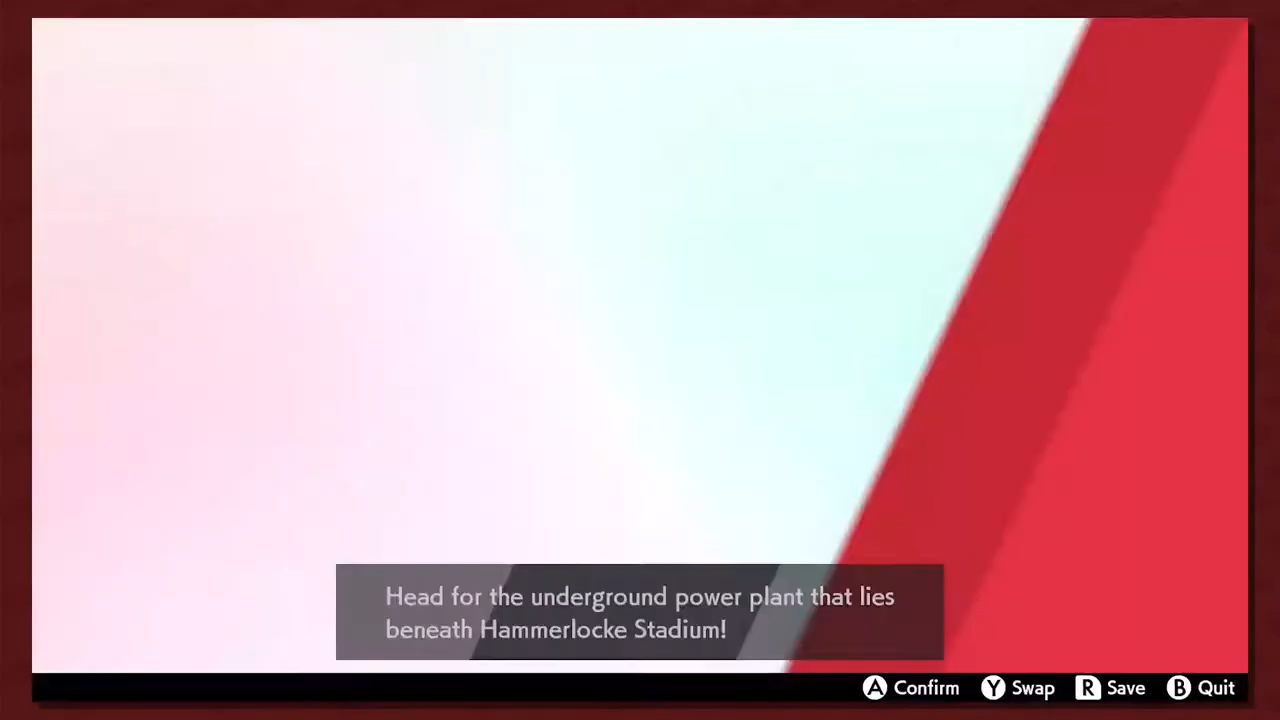 Head for the underground power plant that lies
beneath Hammerlocke Stadium!
A Confirm Y Swap R Save B Quit